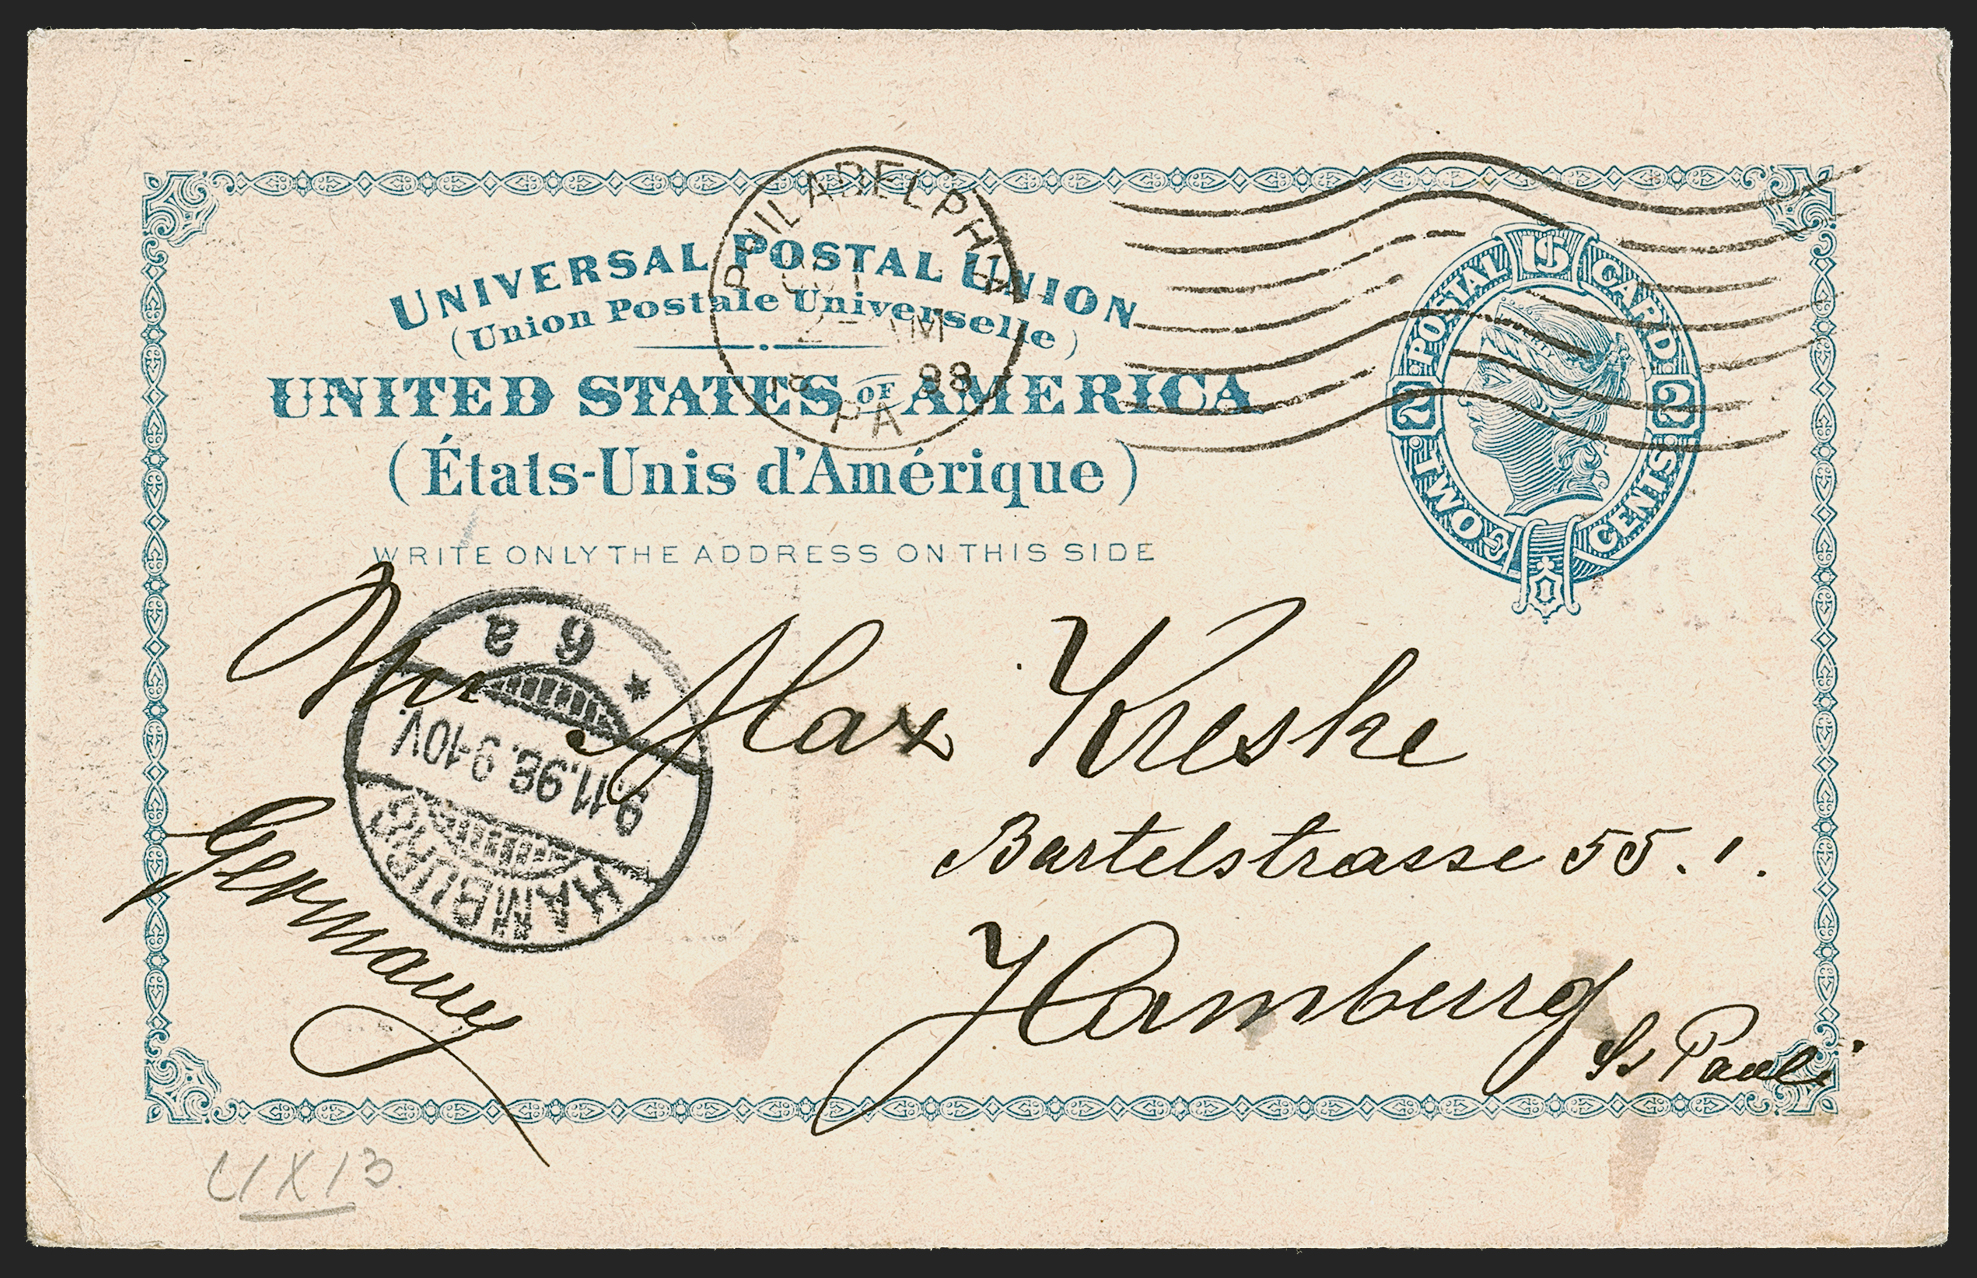 UNIVERSAL POSTAL UNION
(Union Postale Universelle)
UNITED STATES OF AMERICA
(États-Unis d'Amérique)
WRITE ONLY THE ADDRESS ON THIS SIDE
PHILADELPHIA
AM
98
PA
U.S. POSTAL CARD
2 2
TWO CENTS
Max Kreske
Bartelstrasse 55. I.
Hamburg
St Pauli
Germany
HAMBURG
9.11.98. 9-10V.
* 6 a
UX13